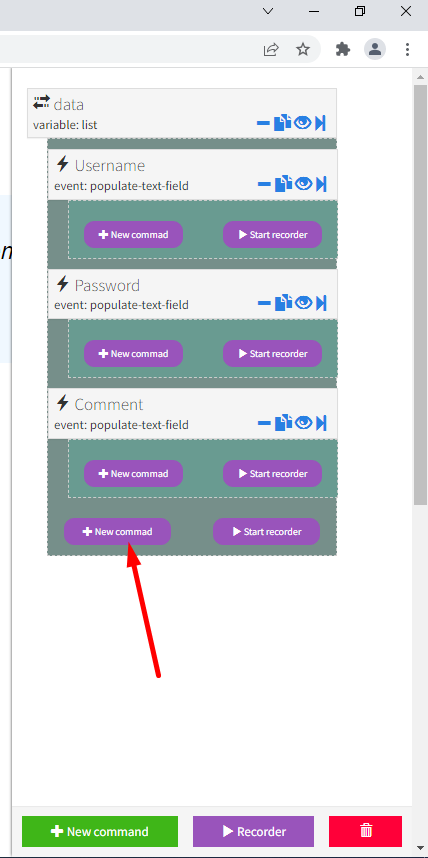 data
variable: list
Username
event: populate-text-field
New commad
Start recorder
Password
event: populate-text-field
New commad
Start recorder
Comment
event: populate-text-field
New commad
Start recorder
New commad
Start recorder
New command
Recorder